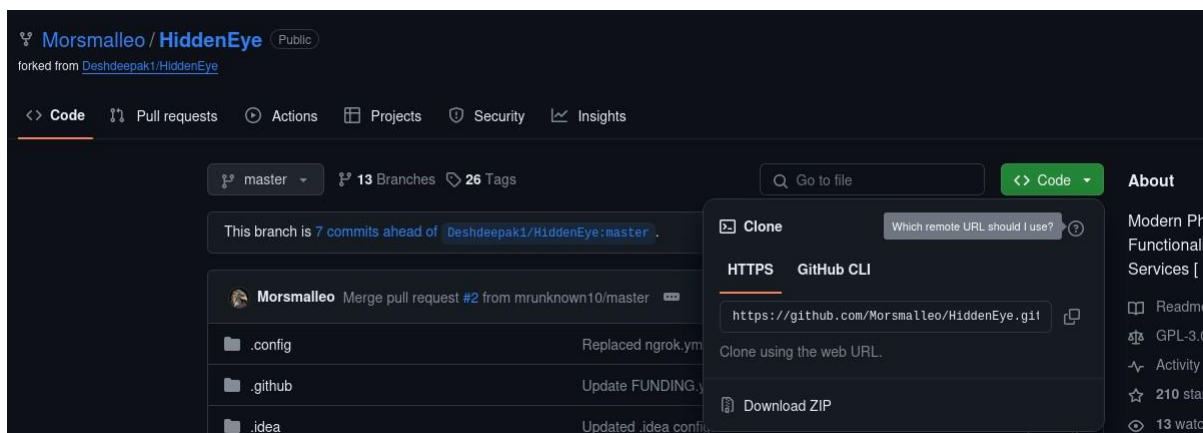 Morsmalleo / HiddenEye Public
forked from Deshdeepak1/HiddenEye
Code Pull requests Actions Projects Security Insights
master 13 Branches 26 Tags Go to file Code About
This branch is 7 commits ahead of Deshdeepak1/HiddenEye:master .
Clone Which remote URL should I use?
HTTPS GitHub CLI
Morsmalleo Merge pull request #2 from mrunknown10/master
https://github.com/Morsmalleo/HiddenEye.git
Clone using the web URL.
Download ZIP
.config Replaced ngrok.ym
.github Update FUNDING.y
.idea Updated .idea config
Modern Ph
Functional
Services [
Readme
GPL-3.0
Activity
210 sta
13 watc